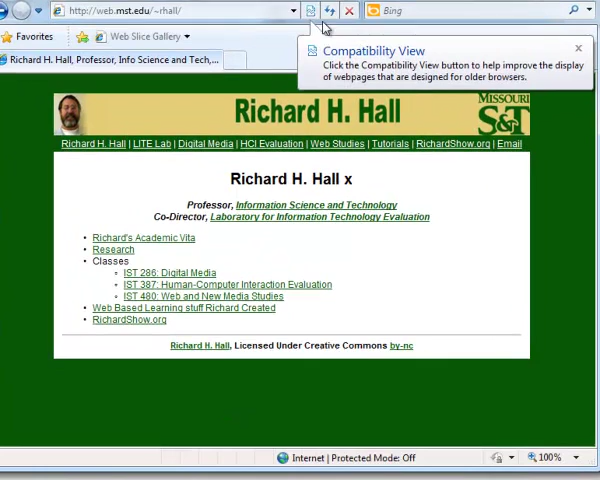 http://web.mst.edu/~rhall/
Bing
Favorites
Web Slice Gallery
Richard H. Hall, Professor, Info Science and Tech,...
Compatibility View
x
Click the Compatibility View button to help improve the display
of webpages that are designed for older browsers.
Richard H. Hall
MISSOURI
S&T
Richard H. Hall | LITE Lab | Digital Media | HCI Evaluation | Web Studies | Tutorials | RichardShow.org | Email
Richard H. Hall x
Professor, Information Science and Technology
Co-Director, Laboratory for Information Technology Evaluation
• Richard's Academic Vita
• Research
• Classes
◦ IST 286: Digital Media
◦ IST 387: Human-Computer Interaction Evaluation
◦ IST 480: Web and New Media Studies
• Web Based Learning stuff Richard Created
• RichardShow.org
Richard H. Hall, Licensed Under Creative Commons by-nc
Internet | Protected Mode: Off
100%